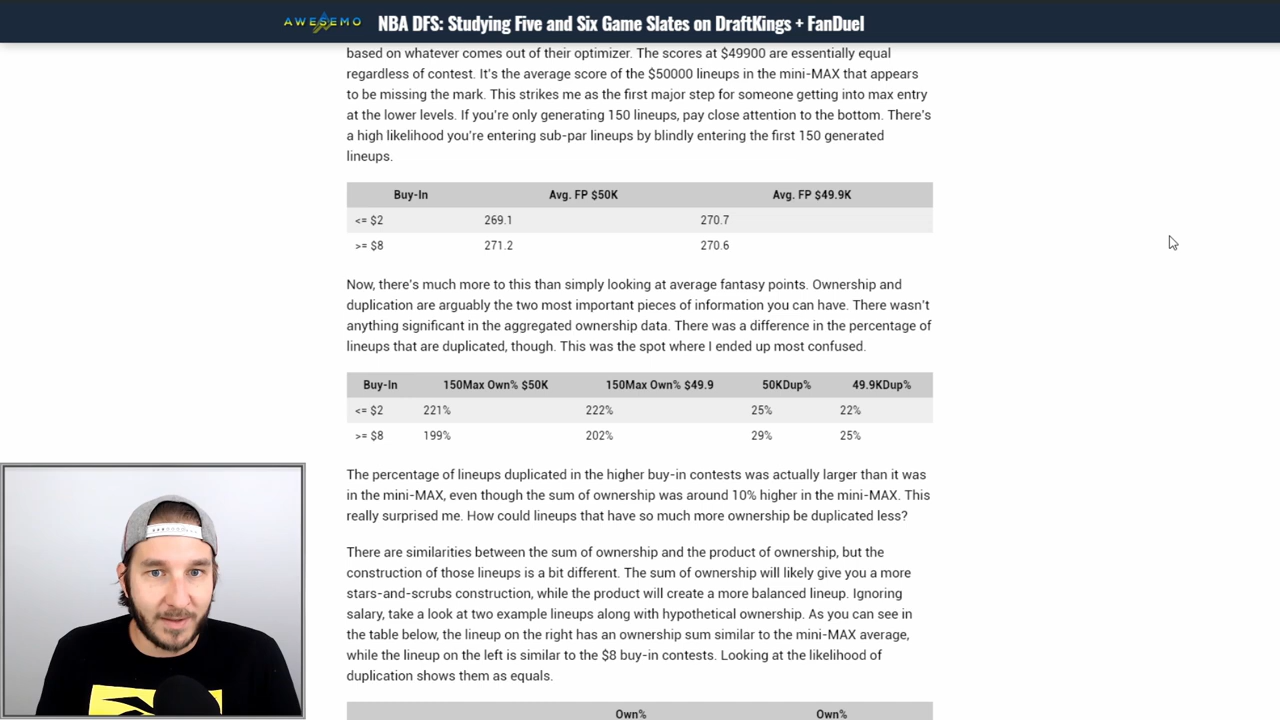 AWESEMO NBA DFS: Studying Five and Six Game Slates on DraftKings + FanDuel
based on whatever comes out of their optimizer. The scores at $49900 are essentially equal
regardless of contest. It's the average score of the $50000 lineups in the mini-MAX that appears
to be missing the mark. This strikes me as the first major step for someone getting into max entry
at the lower levels. If you're only generating 150 lineups, pay close attention to the bottom. There's
a high likelihood you're entering sub-par lineups by blindly entering the first 150 generated
lineups.
Buy-In Avg. FP $50K Avg. FP $49.9K
<= $2 269.1 270.7
>= $8 271.2 270.6
Now, there's much more to this than simply looking at average fantasy points. Ownership and
duplication are arguably the two most important pieces of information you can have. There wasn't
anything significant in the aggregated ownership data. There was a difference in the percentage of
lineups that are duplicated, though. This was the spot where I ended up most confused.
Buy-In 150Max Own% $50K 150Max Own% $49.9 50KDup% 49.9KDup%
<= $2 221% 222% 25% 22%
>= $8 199% 202% 29% 25%
The percentage of lineups duplicated in the higher buy-in contests was actually larger than it was
in the mini-MAX, even though the sum of ownership was around 10% higher in the mini-MAX. This
really surprised me. How could lineups that have so much more ownership be duplicated less?
There are similarities between the sum of ownership and the product of ownership, but the
construction of those lineups is a bit different. The sum of ownership will likely give you a more
stars-and-scrubs construction, while the product will create a more balanced lineup. Ignoring
salary, take a look at two example lineups along with hypothetical ownership. As you can see in
the table below, the lineup on the right has an ownership sum similar to the mini-MAX average,
while the lineup on the left is similar to the $8 buy-in contests. Looking at the likelihood of
duplication shows them as equals.
Own% Own%